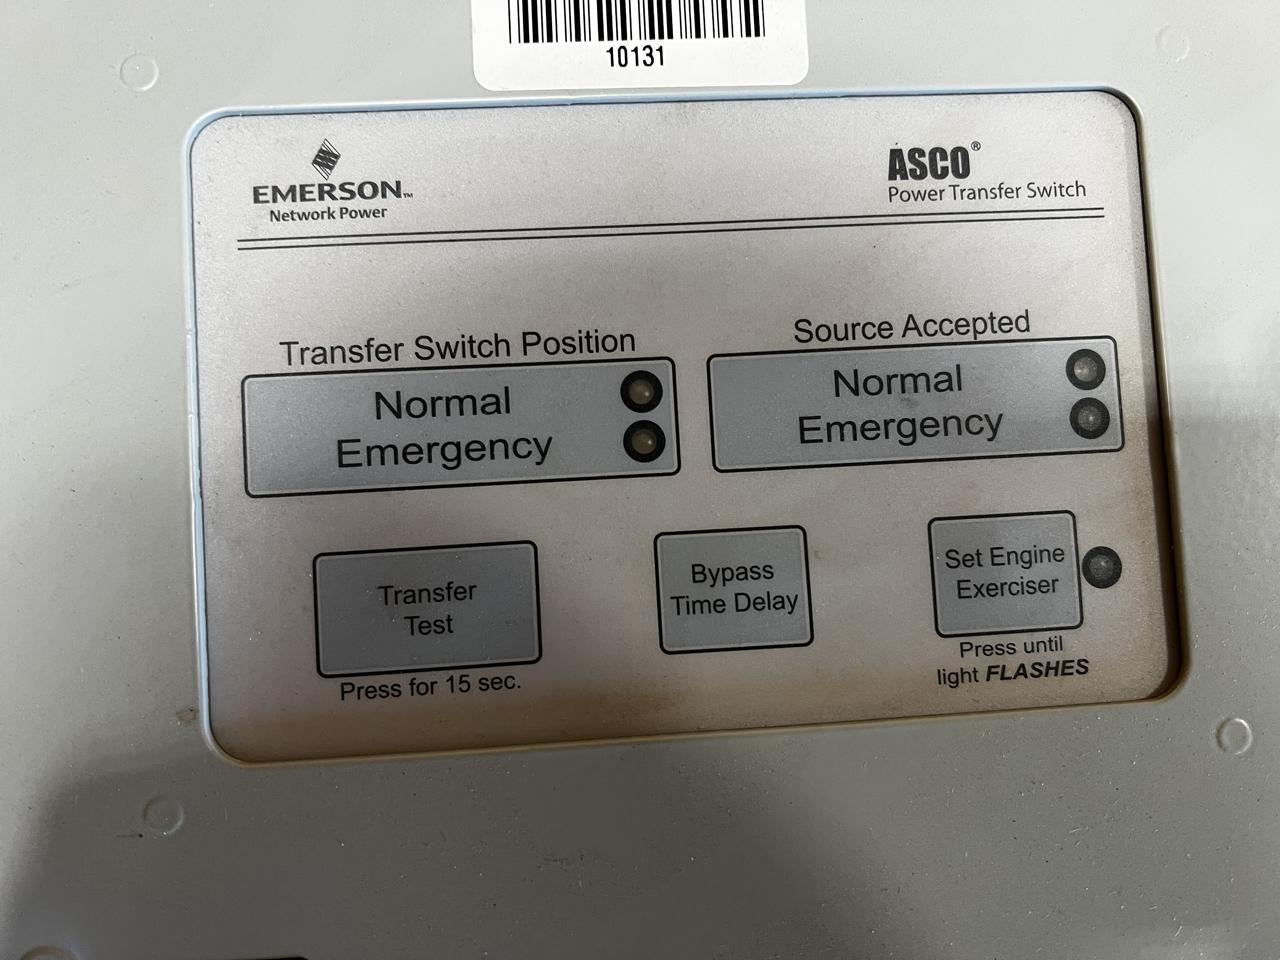 10131
EMERSON™
Network Power
ASCO®
Power Transfer Switch
Transfer Switch Position
Normal
Emergency
Source Accepted
Normal
Emergency
Transfer
Test
Press for 15 sec.
Bypass
Time Delay
Set Engine
Exerciser
Press until
light FLASHES